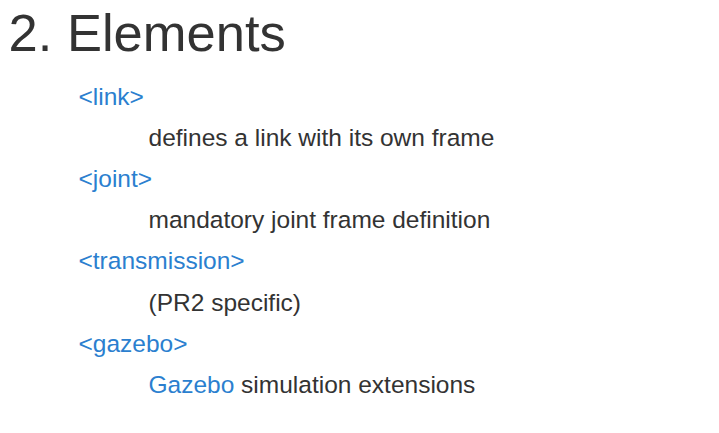 2. Elements
<link>
defines a link with its own frame
<joint>
mandatory joint frame definition
<transmission>
(PR2 specific)
<gazebo>
Gazebo simulation extensions